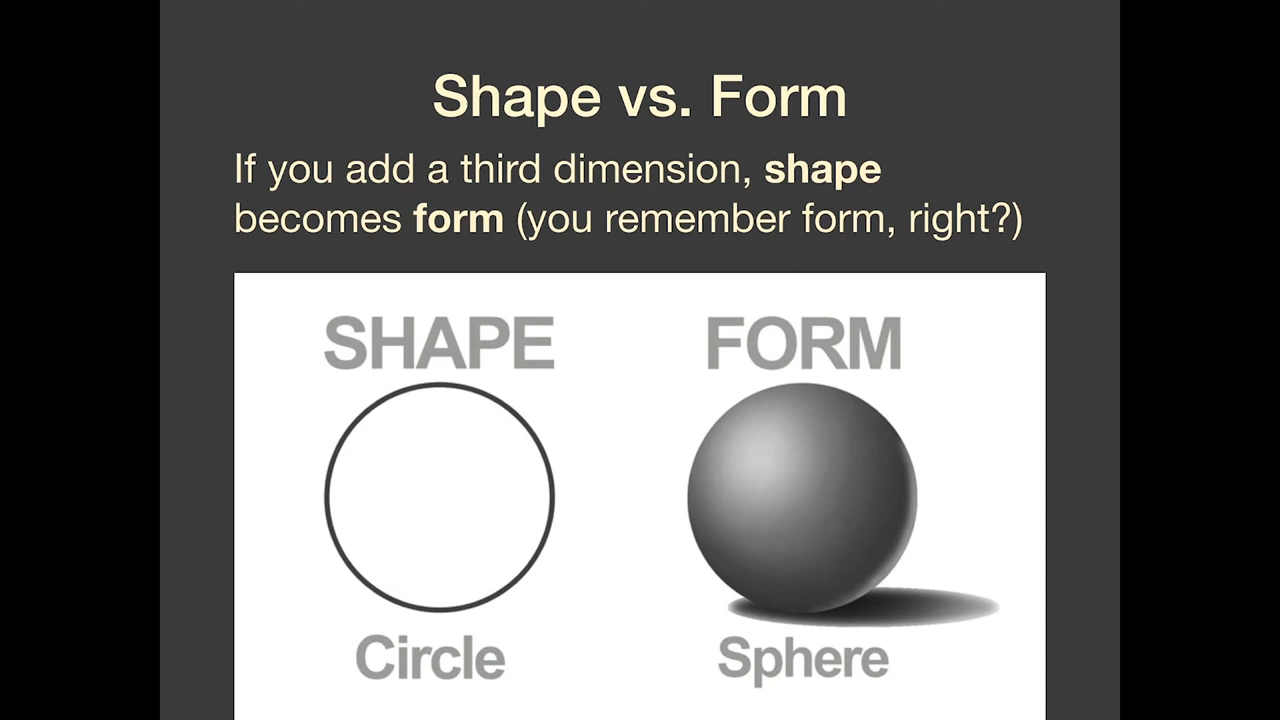 Shape vs. Form
If you add a third dimension, shape
becomes form (you remember form, right?)
SHAPE
FORM
Circle
Sphere